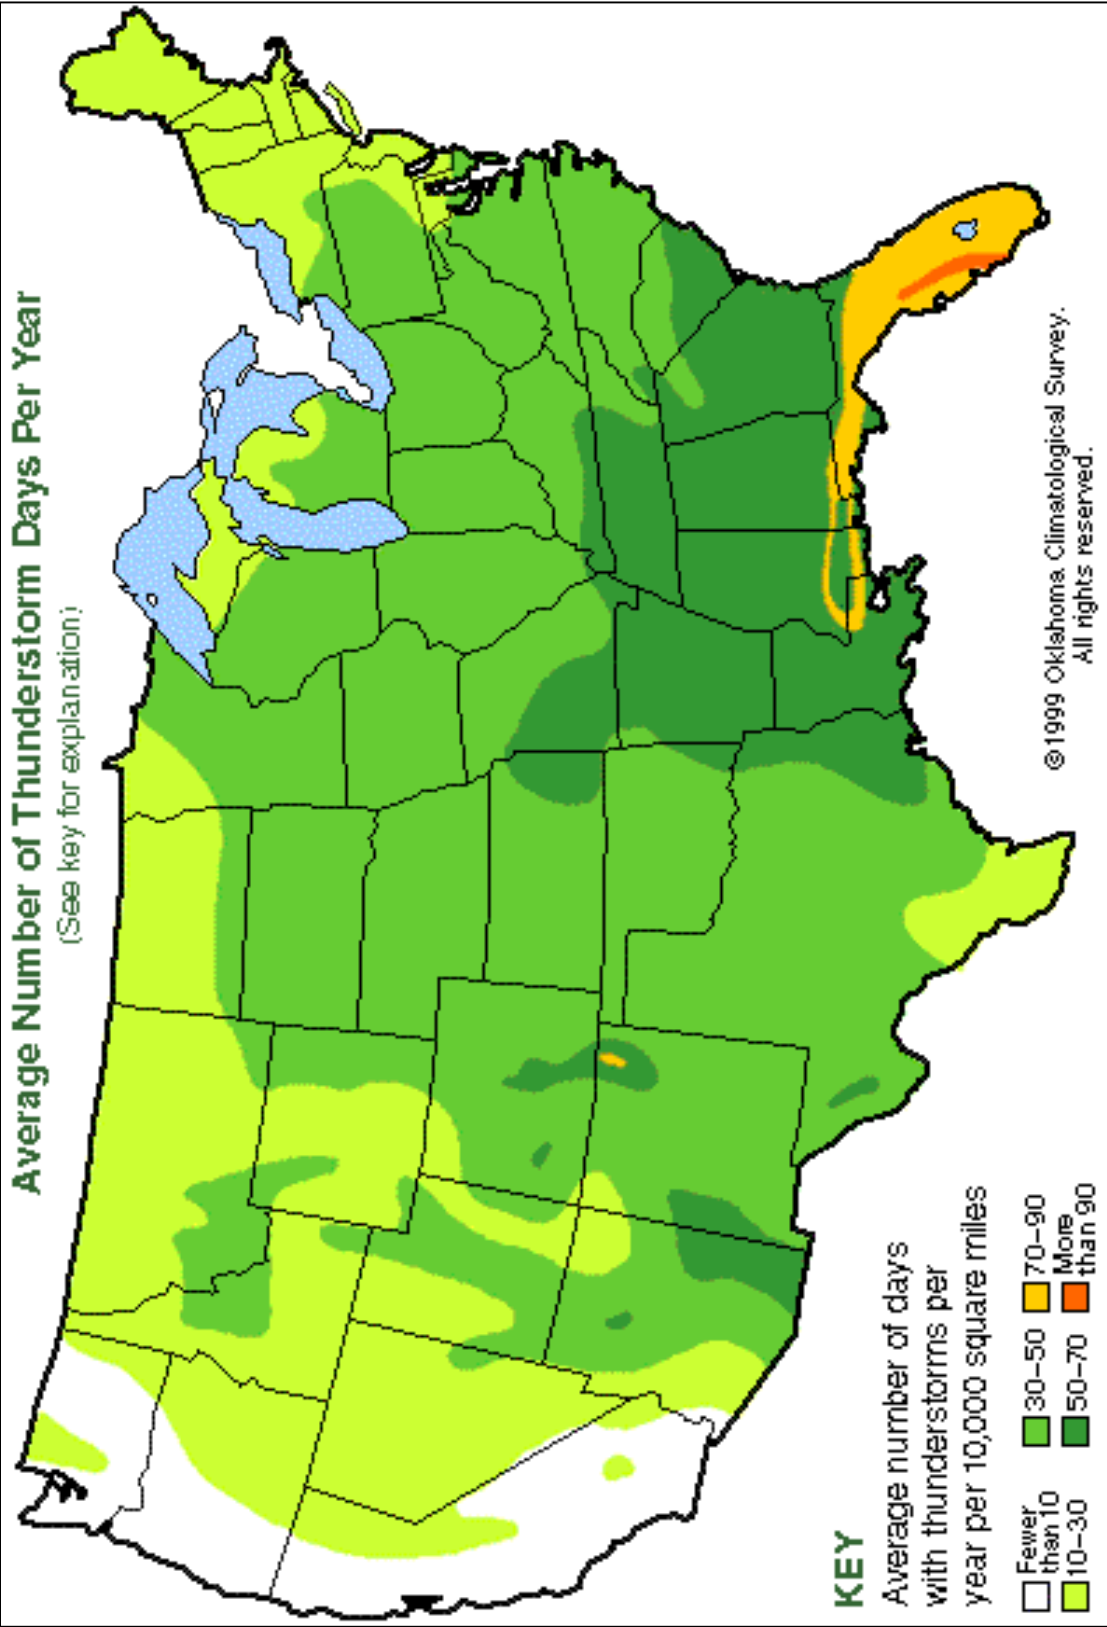 Average Number of Thunderstorm Days Per Year
(See key for explanation)
©1999 Oklahoma Climatological Survey.
All rights reserved.
KEY
Average number of days
with thunderstorms per
year per 10,000 square miles
Fewer
than 10
10–30
30–50
50–70
70–90
More
than 90